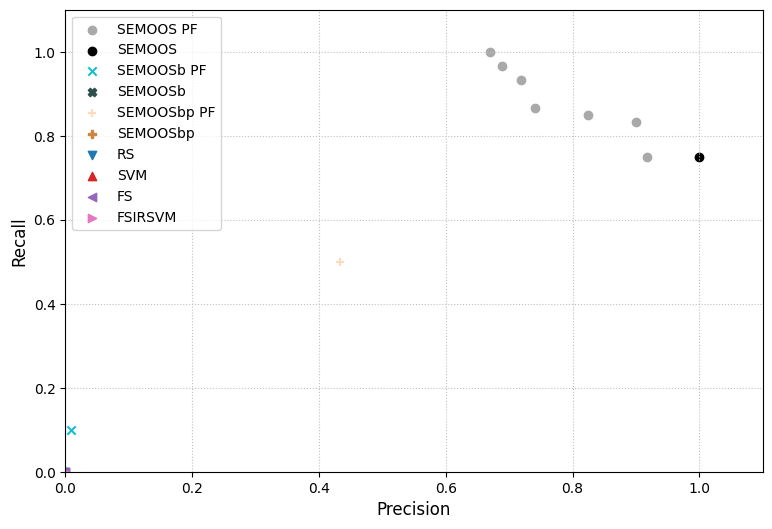 SEMOOS PF
SEMOOS
SEMOOSb PF
SEMOOSb
SEMOOSbp PF
SEMOOSbp
RS
SVM
FS
FSIRSVM
1.0
0.8
0.6
0.4
0.2
0.0
Recall
0.0 0.2 0.4 0.6 0.8 1.0
Precision